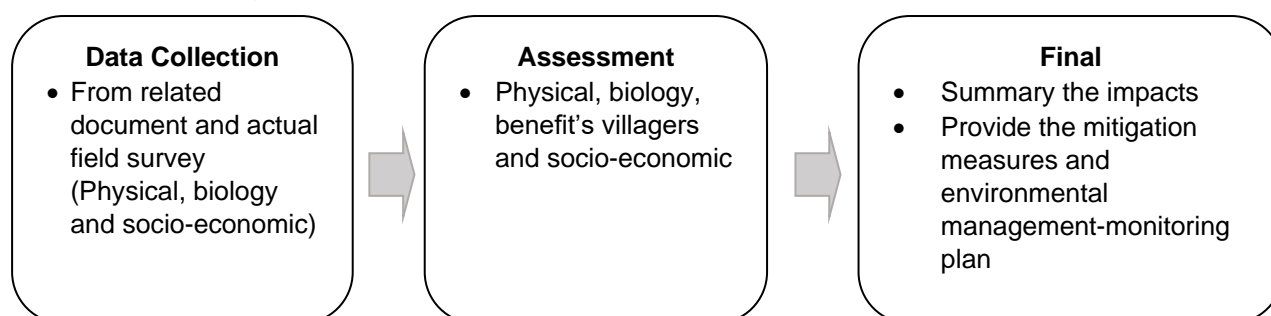 Data Collection
• From related
document and actual
field survey
(Physical, biology
and socio-economic)
Assessment
• Physical, biology,
benefit's villagers
and socio-economic
Final
• Summary the impacts
• Provide the mitigation
measures and
environmental
management-monitoring
plan